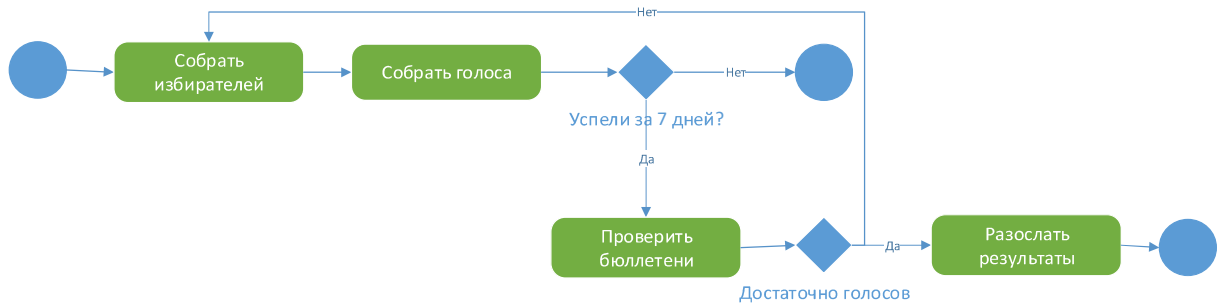 Нет
Собрать
избирателей
Собрать голоса
Нет
Успели за 7 дней?
Да
Проверить
бюллетени
Достаточно голосов
Да
Разослать
результаты